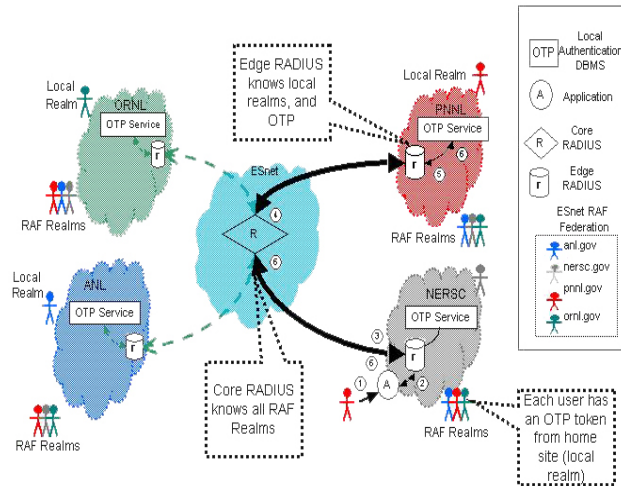 Local Realm
ORNL
OTP Service
r
RAF Realms
Edge RADIUS
knows local
realms, and
OTP
Local Realm
PNNL
OTP Service
r
6
5
RAF Realms
ESnet
4
R
6
Local Realm
ANL
OTP Service
r
RAF Realms
Core RADIUS
knows all RAF
Realms
NERSC
OTP Service
3
r
6
1
A
2
RAF Realms
Each user has
an OTP token
from home
site (local
realm)
Local
Authentication
DBMS
OTP
A
Application
Core
RADIUS
R
Edge
RADIUS
r
ESnet RAF
Federation
anl.gov
nersc.gov
pnnl.gov
ornl.gov